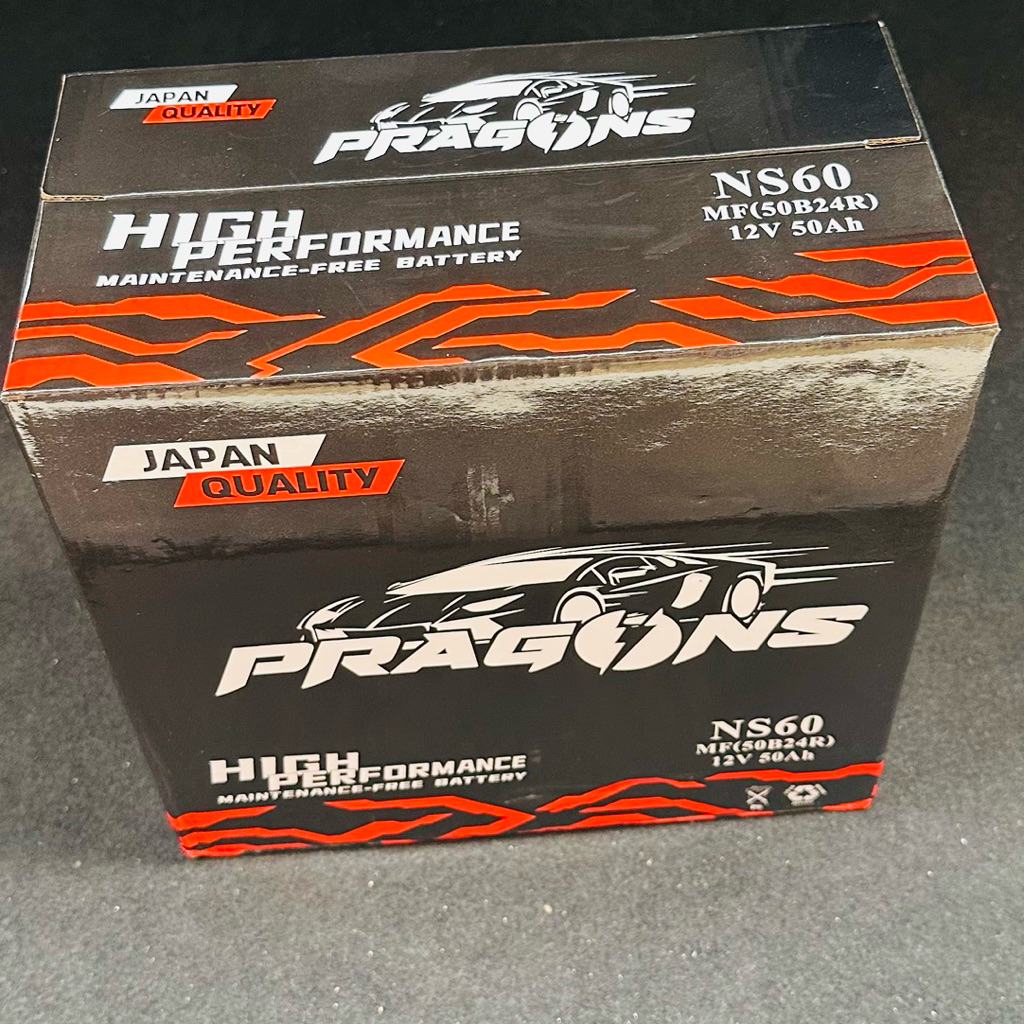 JAPAN
QUALITY
PRAGONS
HIGH
PERFORMANCE
MAINTENANCE-FREE BATTERY
NS60
MF(50B24R)
12V 50Ah
JAPAN
QUALITY
PRAGONS
HIGH
PERFORMANCE
MAINTENANCE-FREE BATTERY
NS60
MF(50B24R)
12V 50Ah